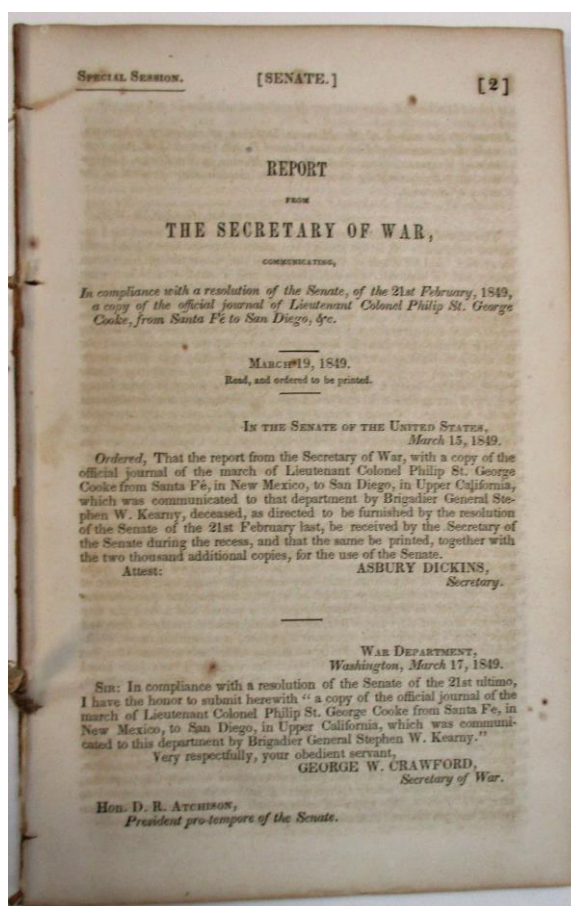 SPECIAL SESSION. [SENATE.] [2]
REPORT
FROM
THE SECRETARY OF WAR,
COMMUNICATING,
In compliance with a resolution of the Senate, of the 21st February, 1849,
a copy of the official journal of Lieutenant Colonel Philip St. George
Cooke, from Santa Fé to San Diego, &c.
MARCH 19, 1849.
Read, and ordered to be printed.
IN THE SENATE OF THE UNITED STATES,
March 15, 1849.
Ordered, That the report from the Secretary of War, with a copy of the
official journal of the march of Lieutenant Colonel Philip St. George
Cooke from Santa Fé, in New Mexico, to San Diego, in Upper California,
which was communicated to that department by Brigadier General Ste-
phen W. Kearny, deceased, as directed to be furnished by the resolution
of the Senate of the 21st February last, be received by the Secretary of
the Senate during the recess, and that the same be printed, together with
the two thousand additional copies, for the use of the Senate.
Attest: ASBURY DICKINS,
Secretary.
WAR DEPARTMENT,
Washington, March 17, 1849.
SIR: In compliance with a resolution of the Senate of the 21st ultimo,
I have the honor to submit herewith "a copy of the official journal of the
march of Lieutenant Colonel Philip St. George Cooke from Santa Fe, in
New Mexico, to San Diego, in Upper California, which was communi-
cated to this department by Brigadier General Stephen W. Kearny."
Very respectfully, your obedient servant,
GEORGE W. CRAWFORD,
Secretary of War.
HON. D. R. ATCHISON,
President pro-tempore of the Senate.